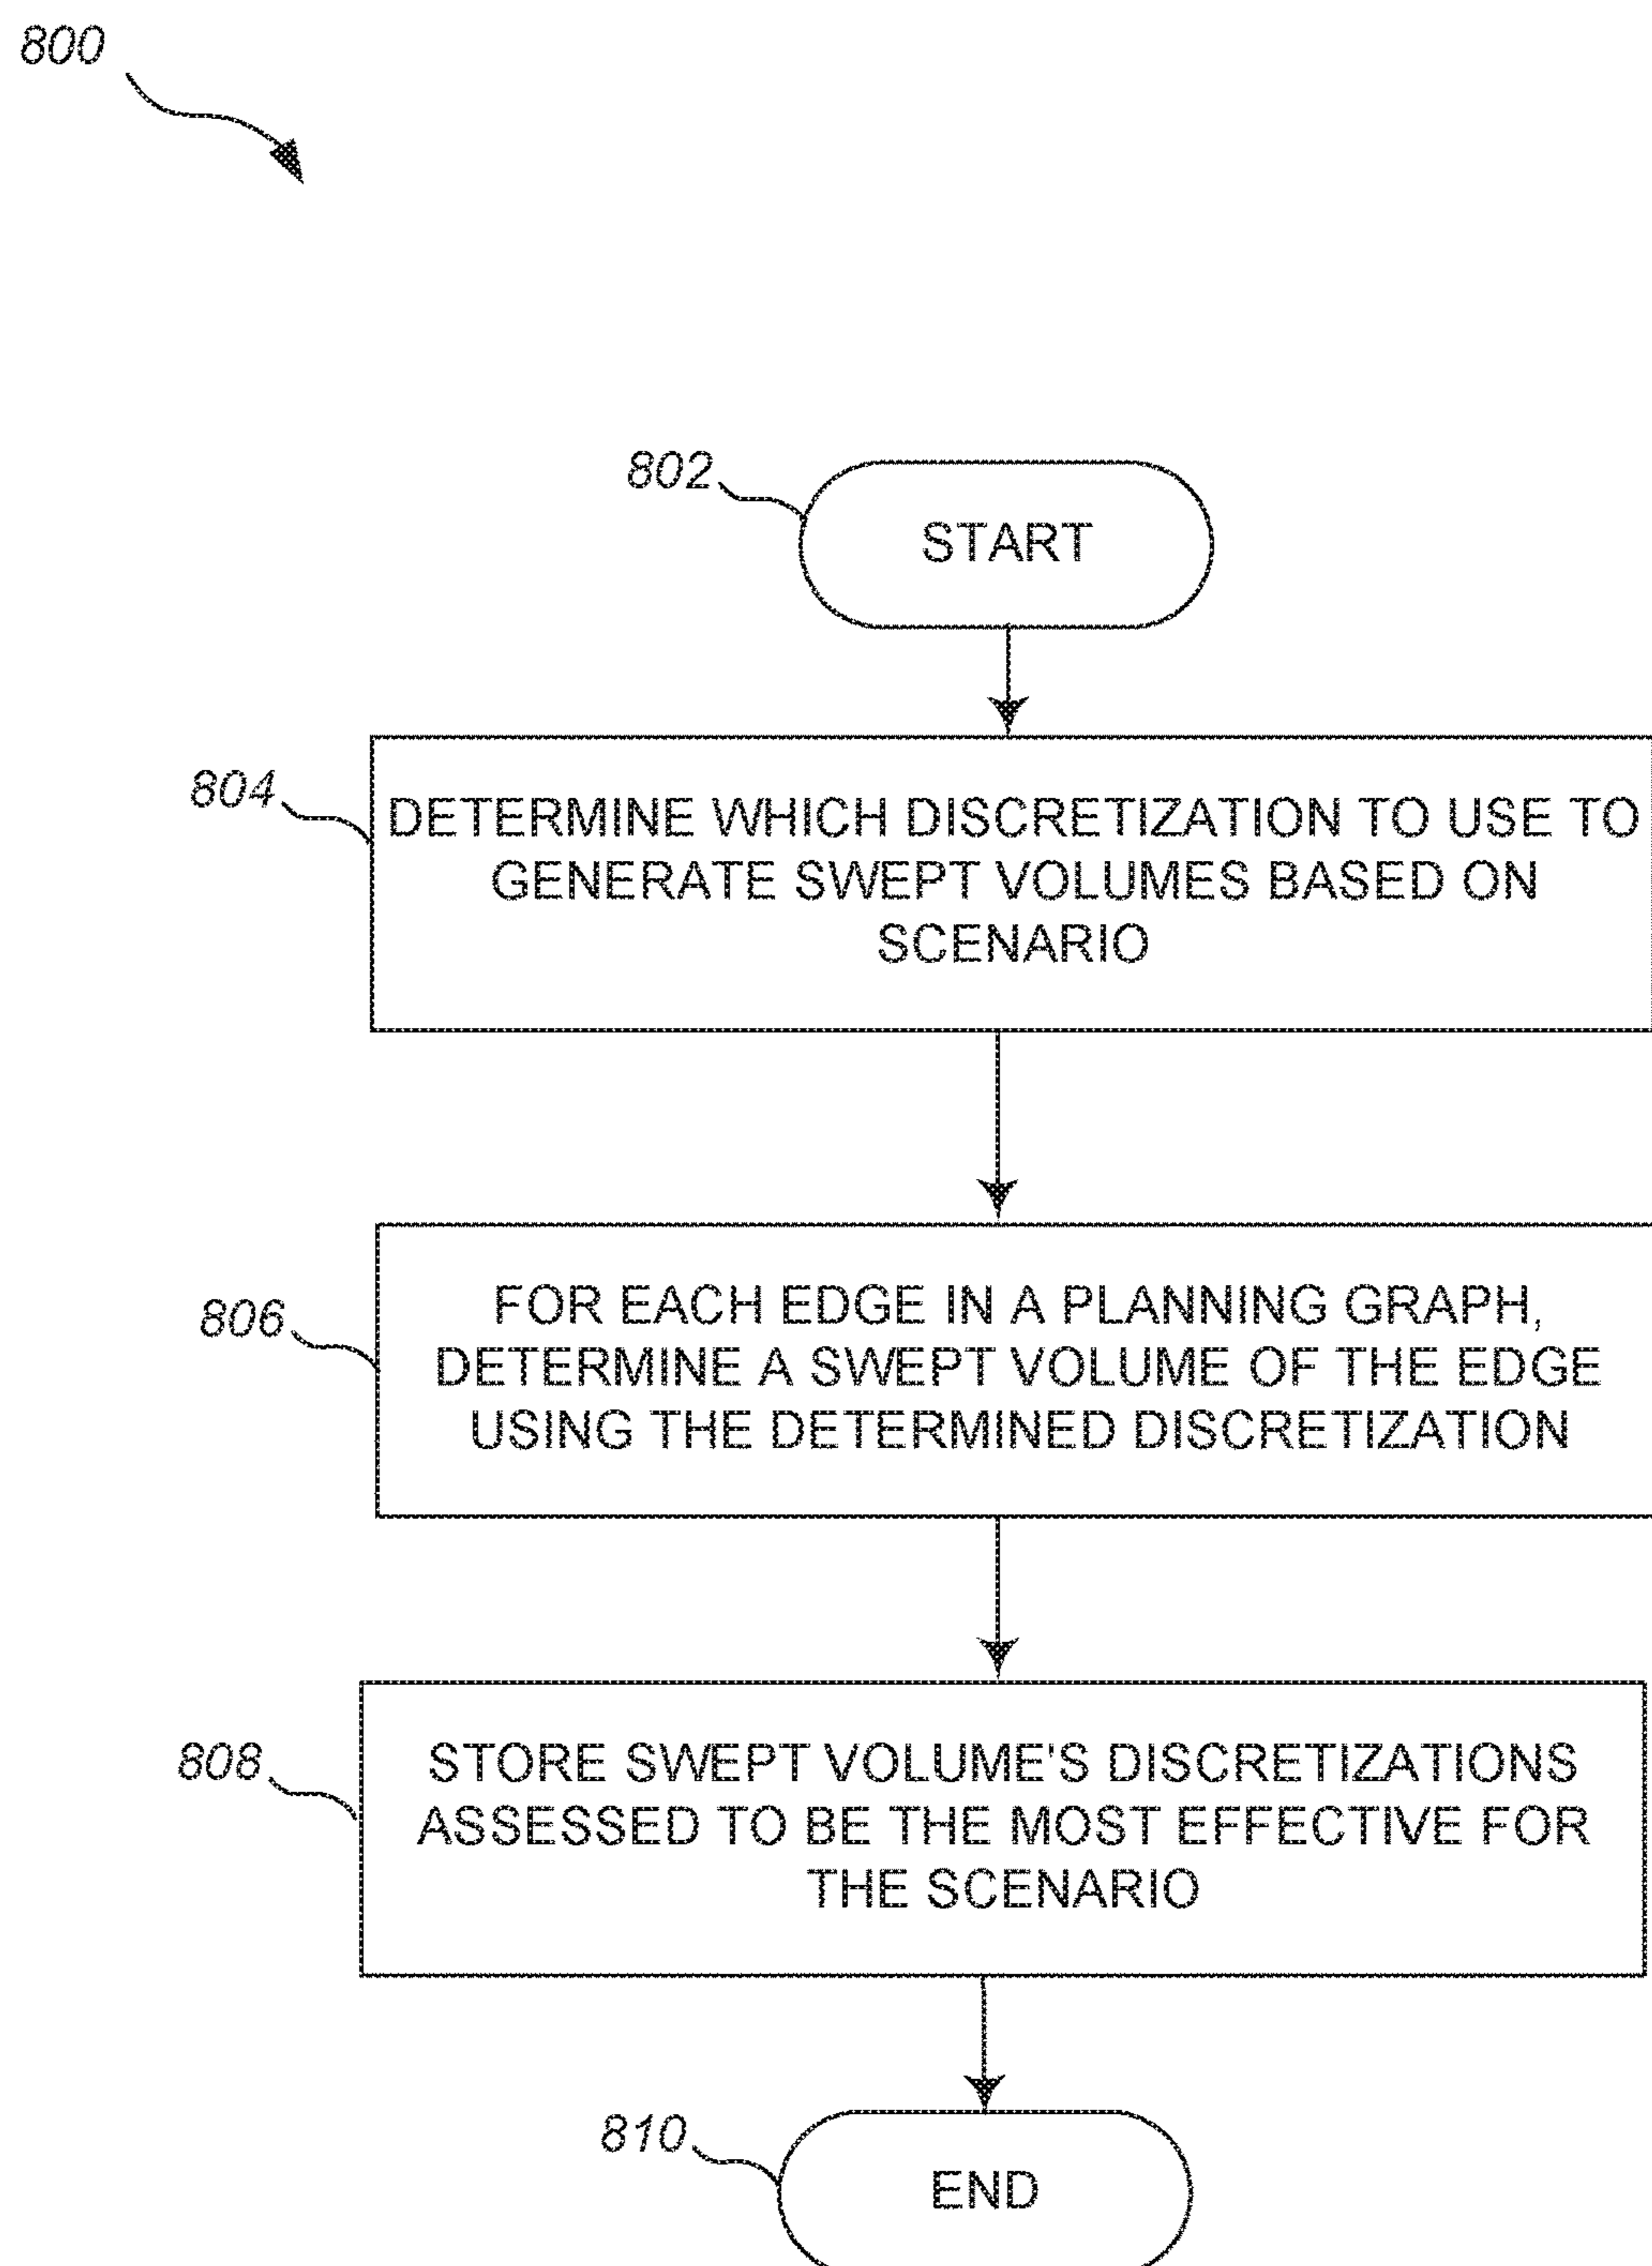 800
802
START
804
DETERMINE WHICH DISCRETIZATION TO USE TO
GENERATE SWEPT VOLUMES BASED ON
SCENARIO
806
FOR EACH EDGE IN A PLANNING GRAPH,
DETERMINE A SWEPT VOLUME OF THE EDGE
USING THE DETERMINED DISCRETIZATION
808
STORE SWEPT VOLUME'S DISCRETIZATIONS
ASSESSED TO BE THE MOST EFFECTIVE FOR
THE SCENARIO
810
END